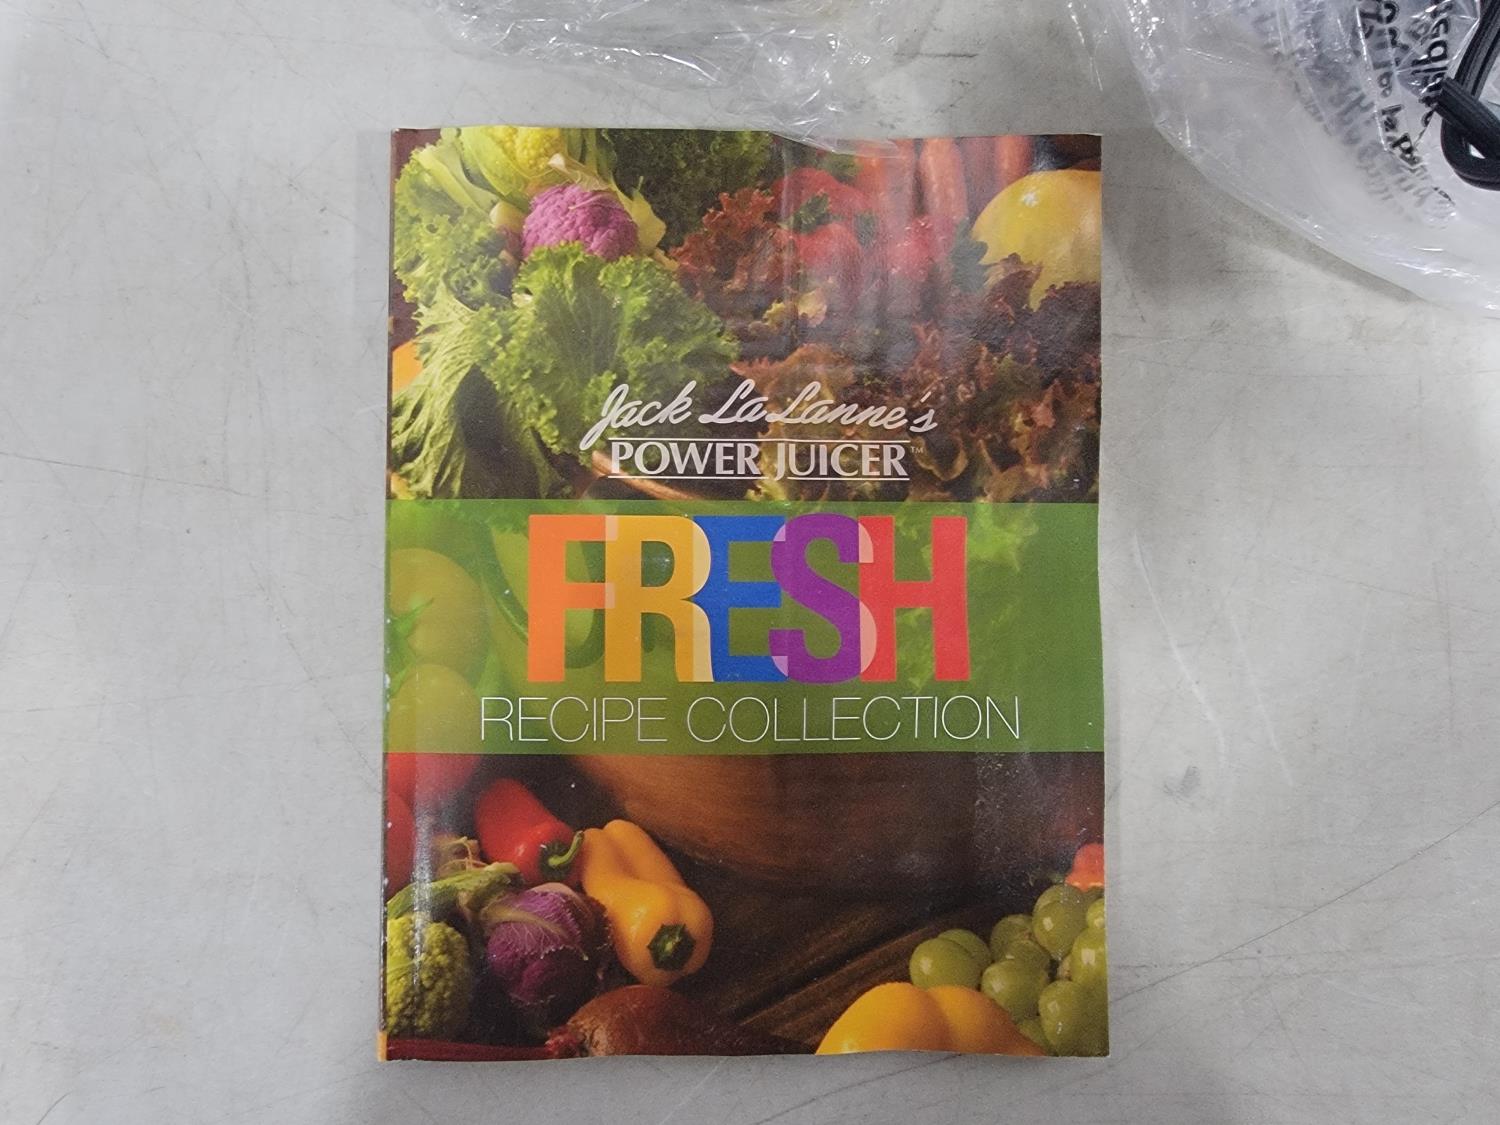 Jack LaLanne's
POWER JUICER™
FRESH
RECIPE COLLECTION